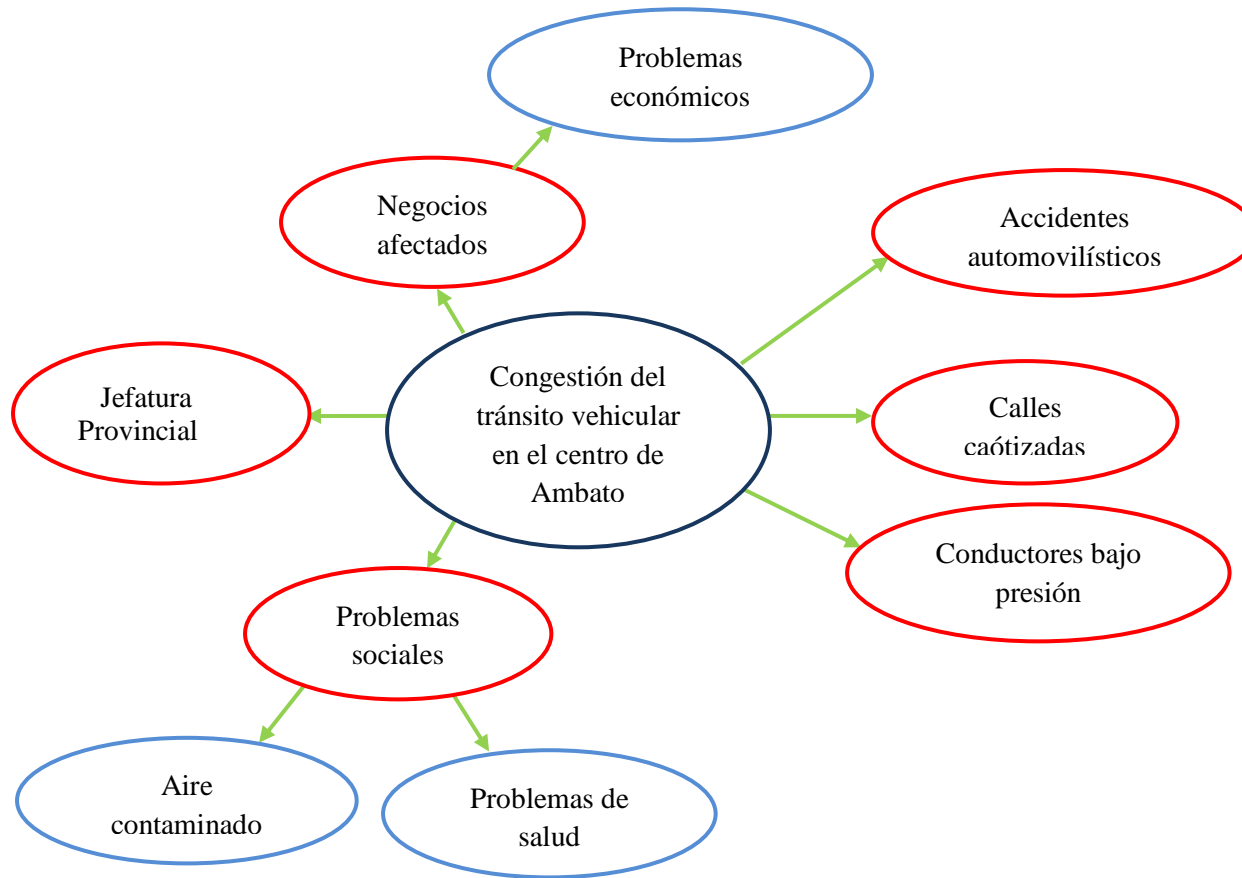 Problemas
económicos
Negocios
afectados
Accidentes
automovilísticos
Jefatura
Provincial
Congestión del
tránsito vehicular
en el centro de
Ambato
Calles
caótizadas
Conductores bajo
presión
Problemas
sociales
Aire
contaminado
Problemas de
salud